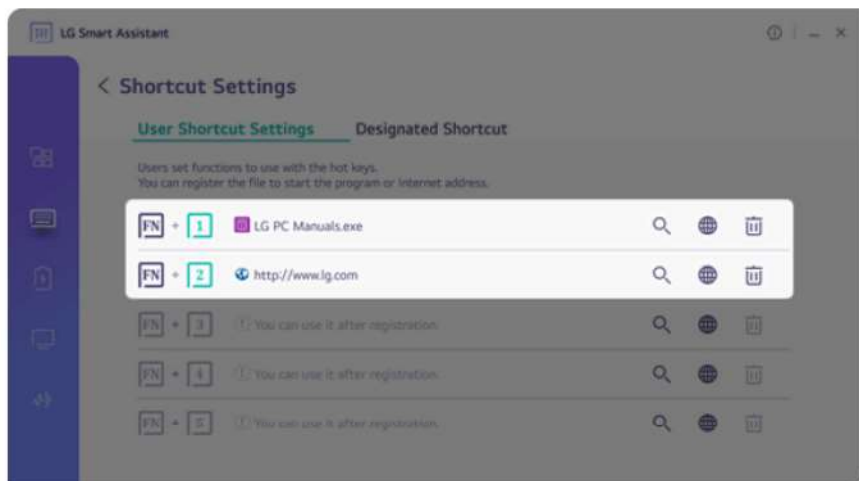 LG Smart Assistant
< Shortcut Settings
User Shortcut Settings Designated Shortcut
Users set functions to use with the hot keys.
You can register the file to start the program or internet address.
FN + 1 LG PC Manuals.exe
FN + 2 http://www.lg.com
FN + 3 You can use it after registration.
FN + 4 You can use it after registration.
FN + 5 You can use it after registration.